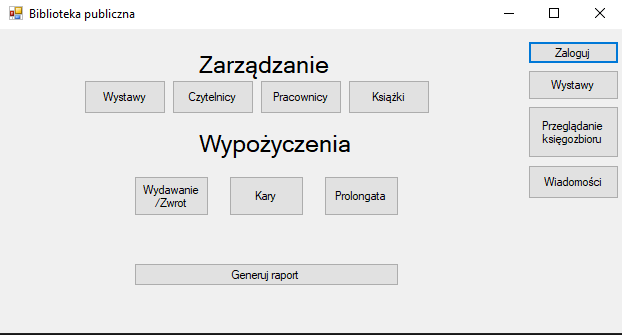 Biblioteka publiczna
Zarządzanie
Wystawy
Czytelnicy
Pracownicy
Książki
Wypożyczenia
Wydawanie
/Zwrot
Kary
Prolongata
Generuj raport
Zaloguj
Wystawy
Przeglądanie
księgozbioru
Wiadomości